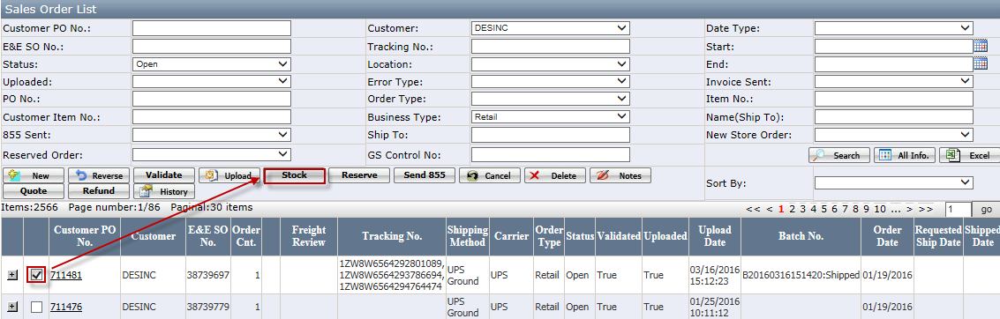 Sales Order List
Customer PO No.: Customer: DESINC Date Type:
E&E SO No.: Tracking No.: Start:
Status: Open Location: End:
Uploaded: Error Type: Invoice Sent:
PO No.: Order Type: Item No.:
Customer Item No.: Business Type: Retail Name(Ship To):
855 Sent: Ship To: New Store Order:
Reserved Order: GS Control No: Search All Info. Excel
New Reverse Validate Upload Stock Reserve Send 855 Cancel Delete Notes Sort By:
Quote Refund History
Items:2566 Page number:1/86 Paginal:30 items << < 1 2 3 4 5 6 7 8 9 10 ... > >> 1 go
Customer PO No. Customer E&E SO No. Order Cnt. Freight Review Tracking No. Shipping Method Carrier Order Type Status Validated Uploaded Upload Date Batch No. Order Date Requested Ship Date Shipped Date
711481 DESINC 38739697 1 1ZW8W6564292801089, 1ZW8W6564293786694, 1ZW8W6564294764474 UPS Ground UPS Retail Open True True 03/16/2016 15:12:23 B20160316151420:Shipped 01/19/2016
711476 DESINC 38739779 1 UPS Ground UPS Retail Open True True 01/25/2016 10:11:12 01/19/2016